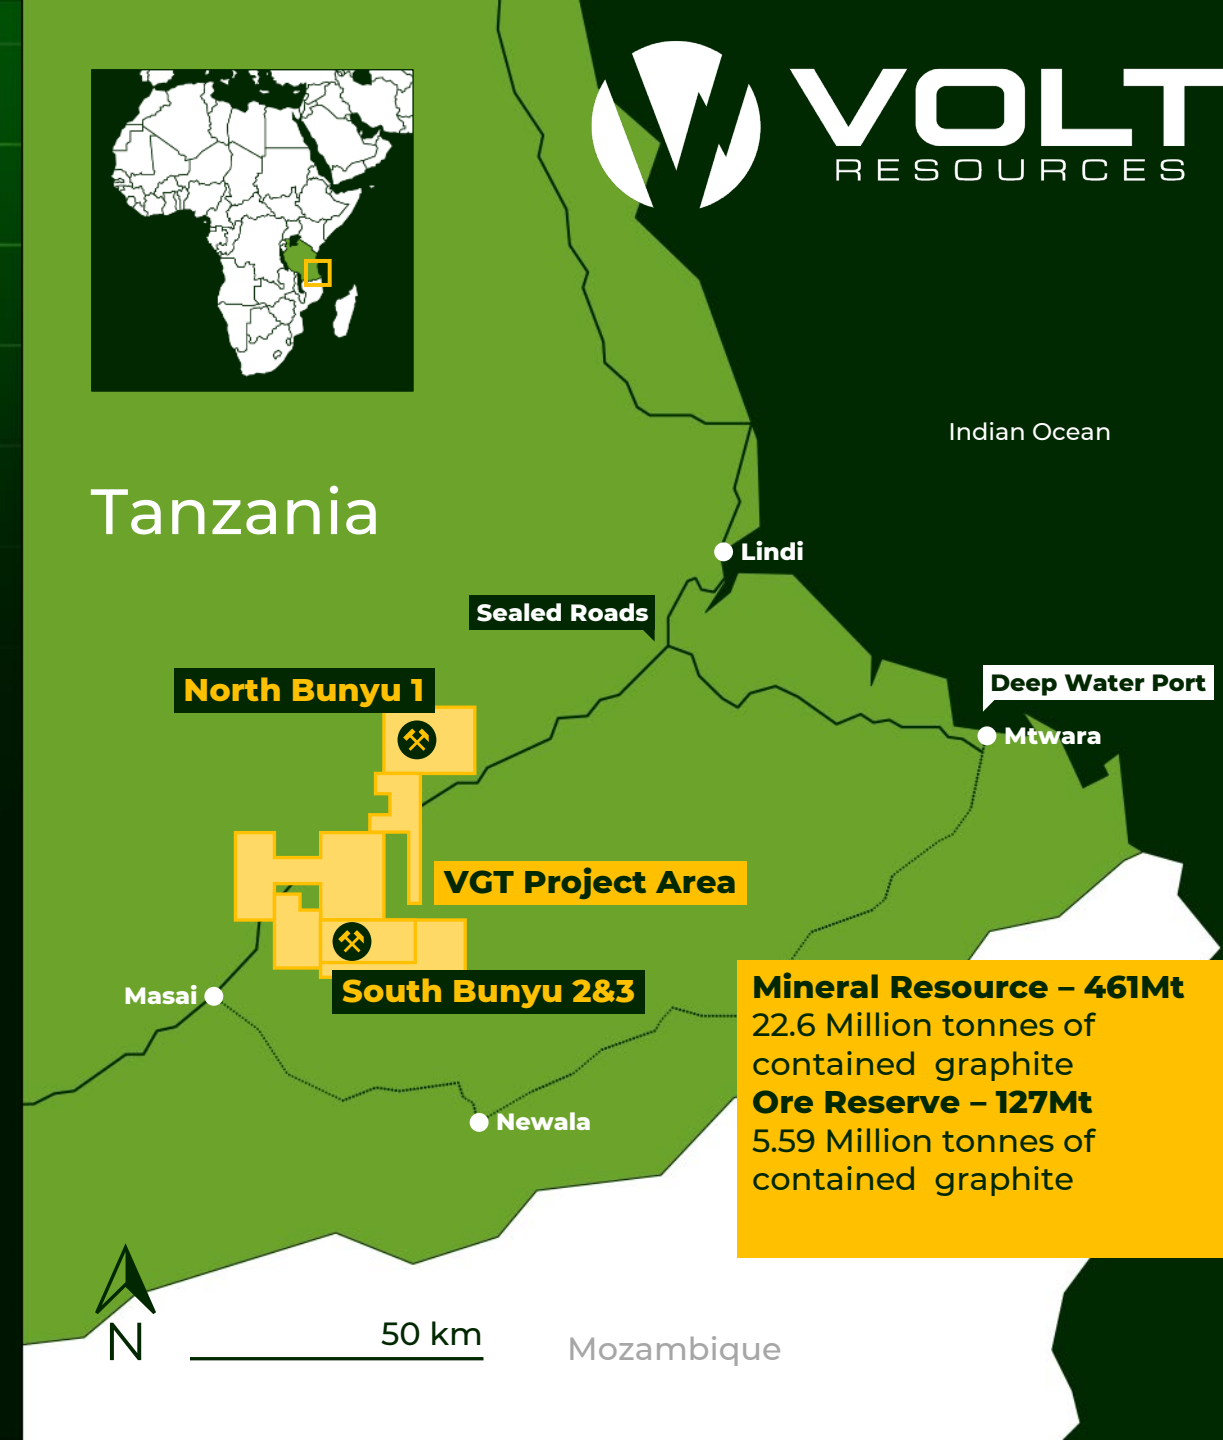 VOLT
RESOURCES
Indian Ocean
Tanzania
Lindi
Sealed Roads
North Bunyu 1
Deep Water Port
Mtwara
VGT Project Area
Masai
South Bunyu 2&3
Mineral Resource – 461Mt
22.6 Million tonnes of
contained graphite
Ore Reserve – 127Mt
5.59 Million tonnes of
contained graphite
Newala
N
50 km
Mozambique